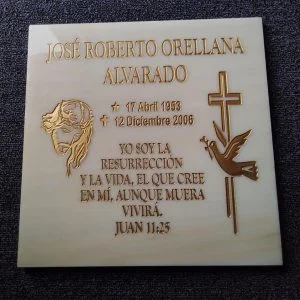 JOSÉ ROBERTO ORELLANA
ALVARADO
★ 17 Abril 1953
✝ 12 Diciembre 2006
YO SOY LA
RESURRECCIÓN
Y LA VIDA, EL QUE CREE
EN MÍ, AUNQUE MUERA
VIVIRÁ.
JUAN 11:25